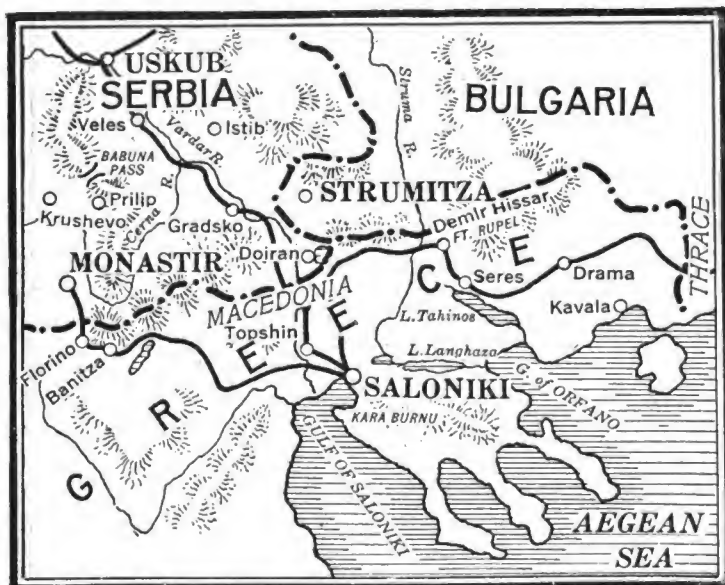 USKUB
SERBIA
BULGARIA
Veles
Istib
Vardar R.
Struma R.
BABUNA PASS
Prilip
Krushevo
Cerna R.
Gradsko
STRUMITZA
Demir Hissar
FT. RUPEL
THRACE
MONASTIR
Doiran
MACEDONIA
Seres
Drama
Kavala
Topshin
L. Tahinos
L. Langhaza
Florino
Banitza
SALONIKI
G. of ORFANO
KARA BURNU
GULF OF SALONIKI
G R E E C E
AEGEAN
SEA